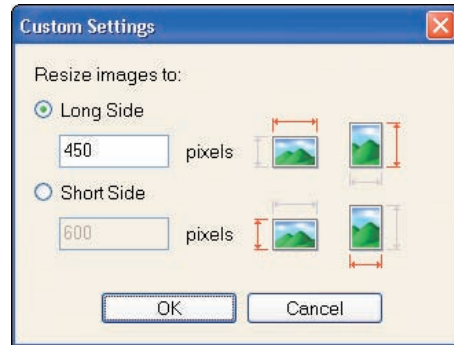 Custom Settings
Resize images to:
Long Side
450 pixels
Short Side
600 pixels
OK Cancel